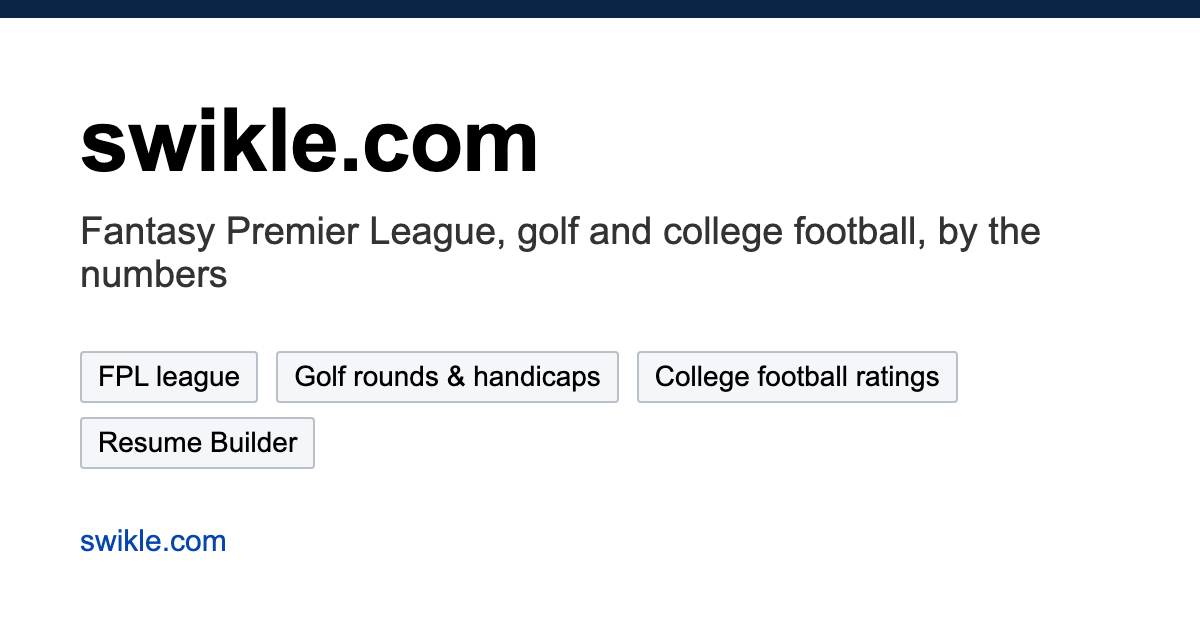 swikle.com
Fantasy Premier League, golf and college football, by the
numbers
FPL league
Golf rounds & handicaps
College football ratings
Resume Builder
swikle.com